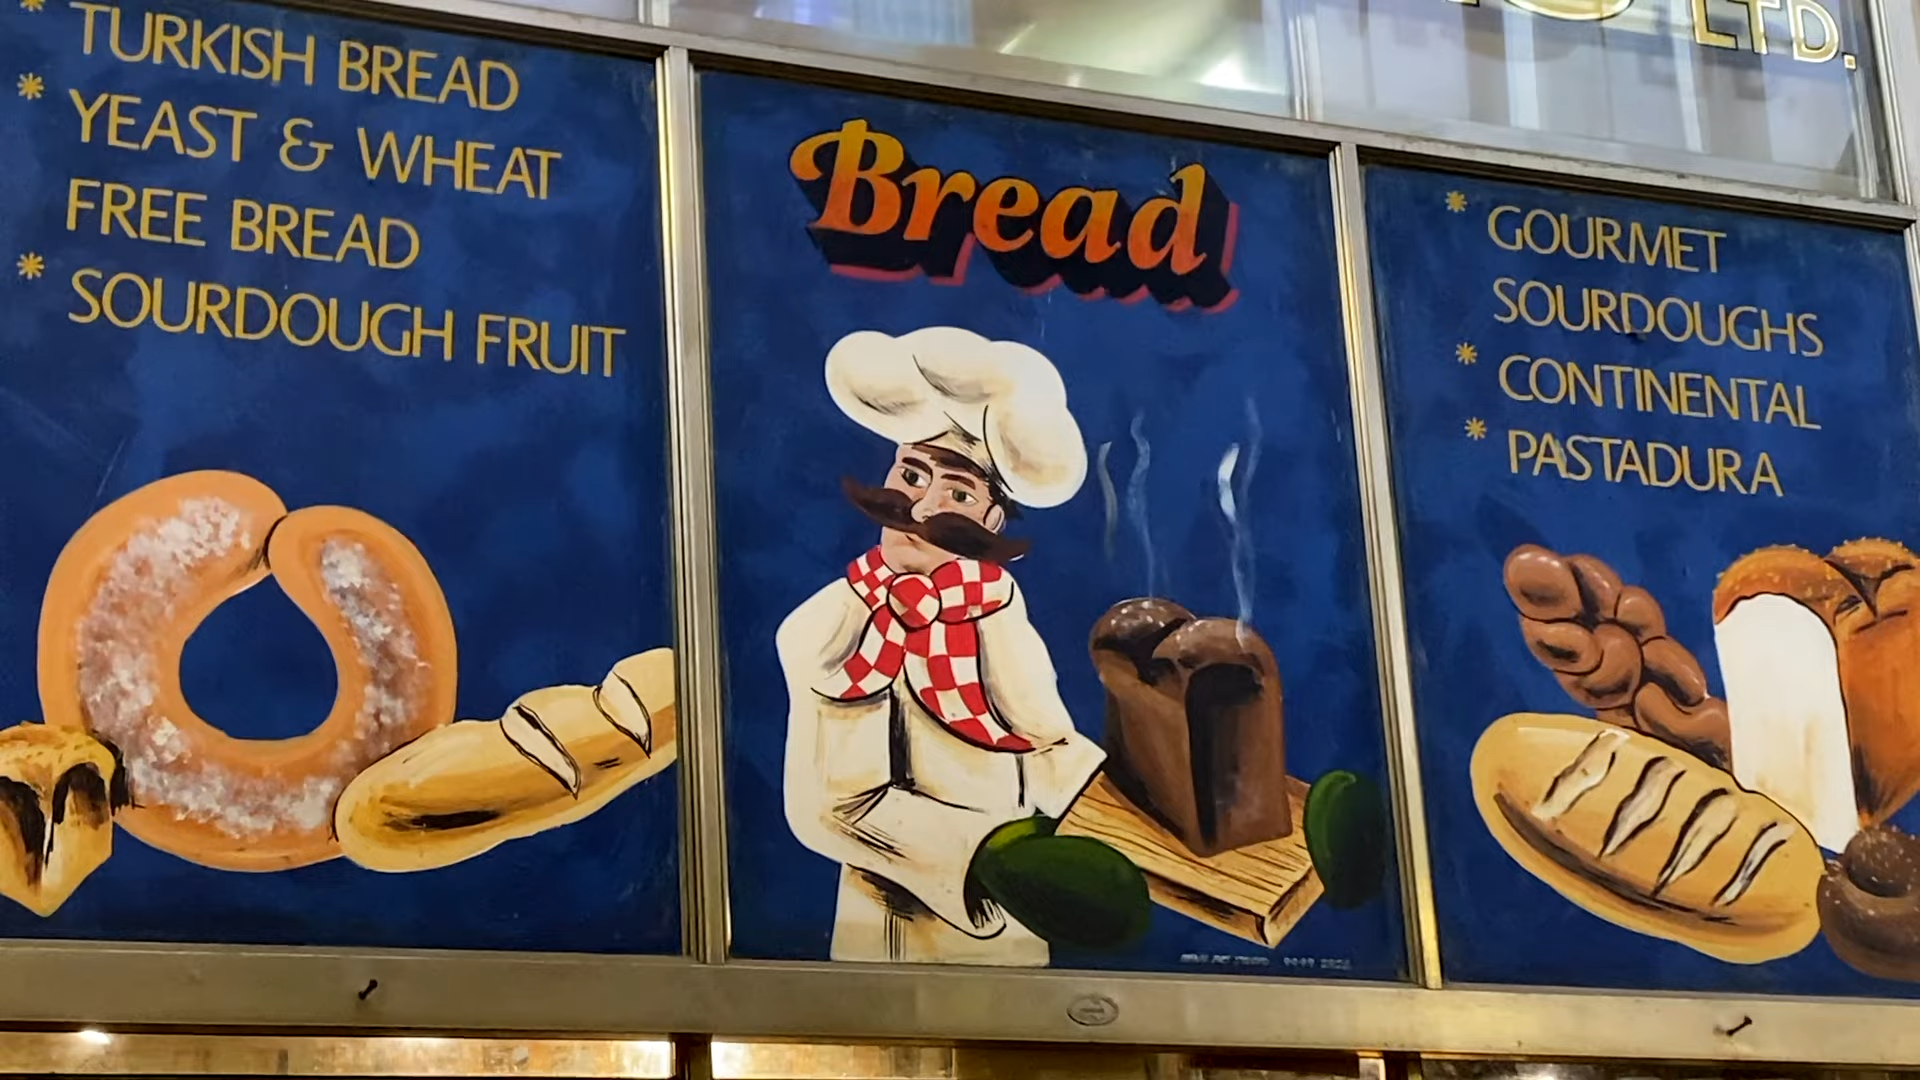 * TURKISH BREAD
* YEAST & WHEAT
FREE BREAD
* SOURDOUGH FRUIT
Bread
LTD.
* GOURMET
SOURDOUGHS
* CONTINENTAL
* PASTADURA